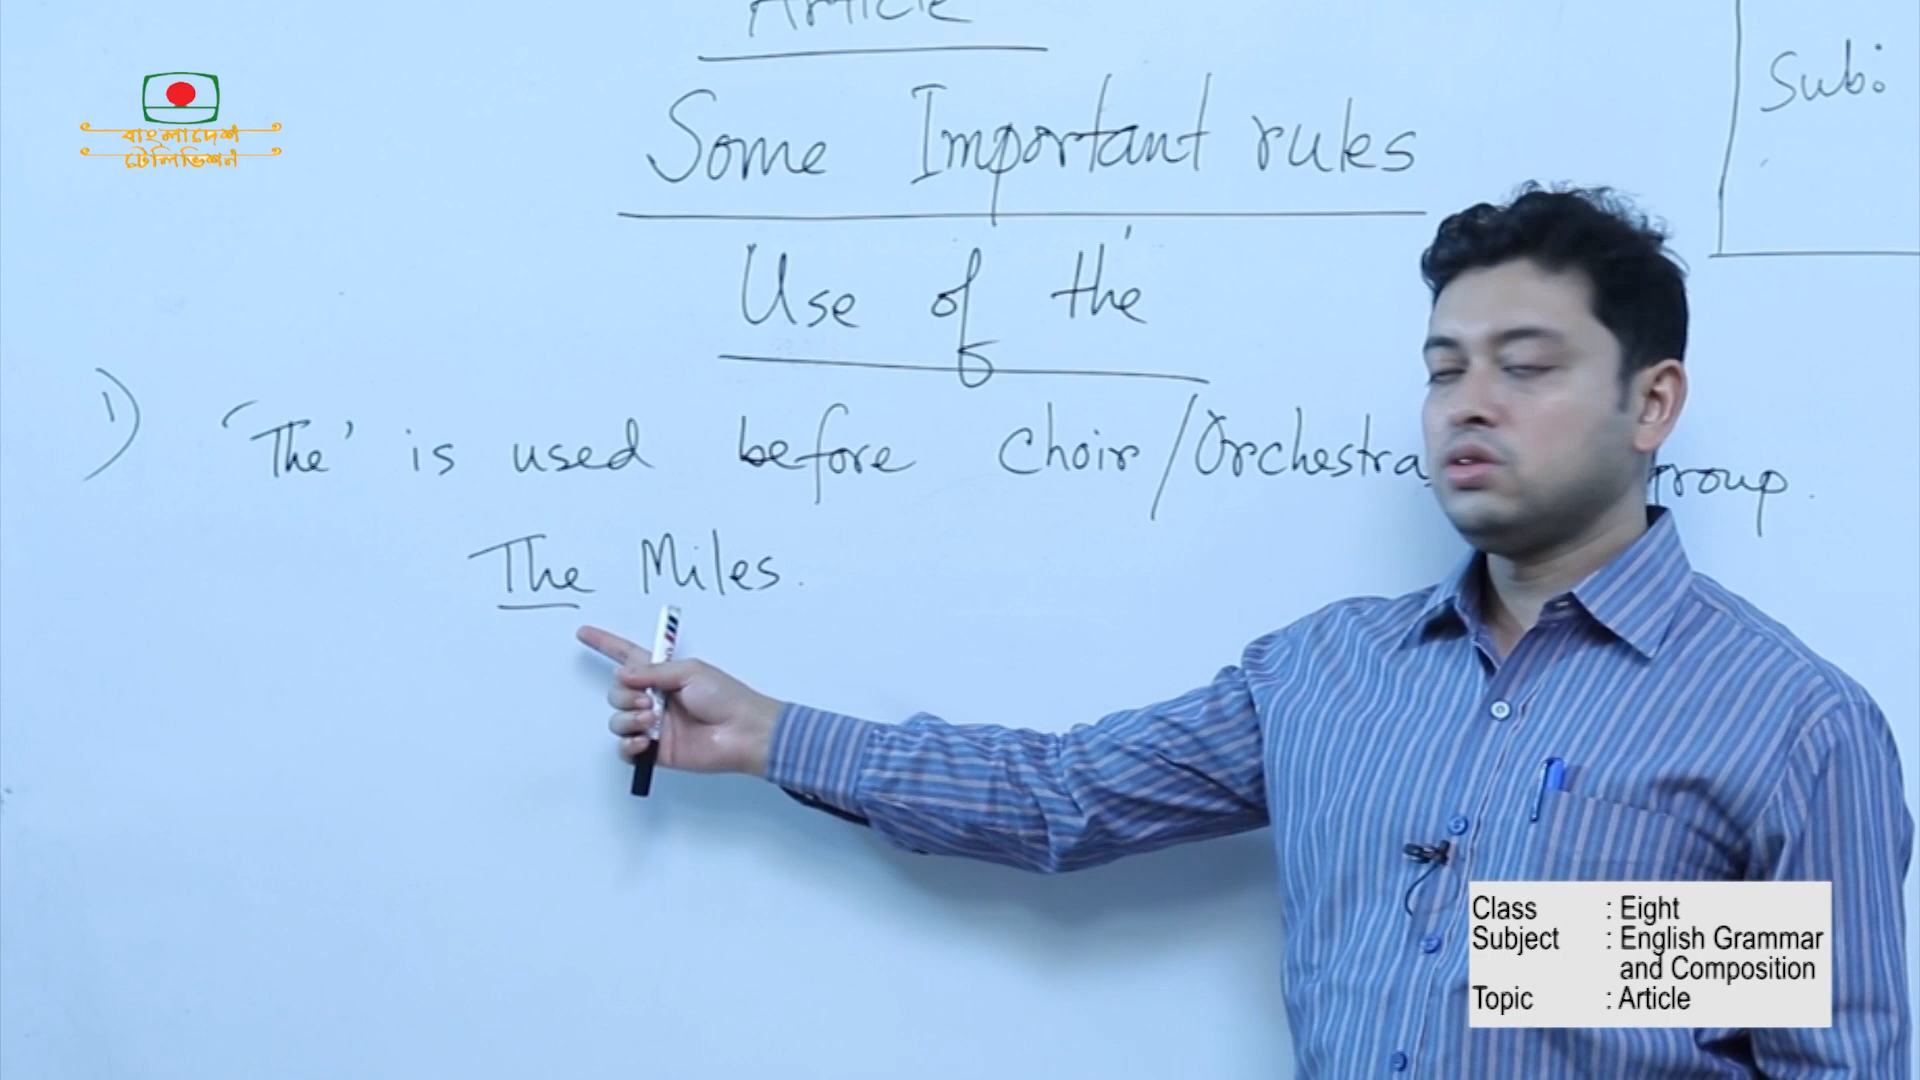 Article
Some Important rules
Use of 'the'
1) 'The' is used before Choir/Orchestra group.
The Miles.
Sub:
বাংলাদেশ
টেলিভিশন
Class : Eight
Subject : English Grammar
and Composition
Topic : Article